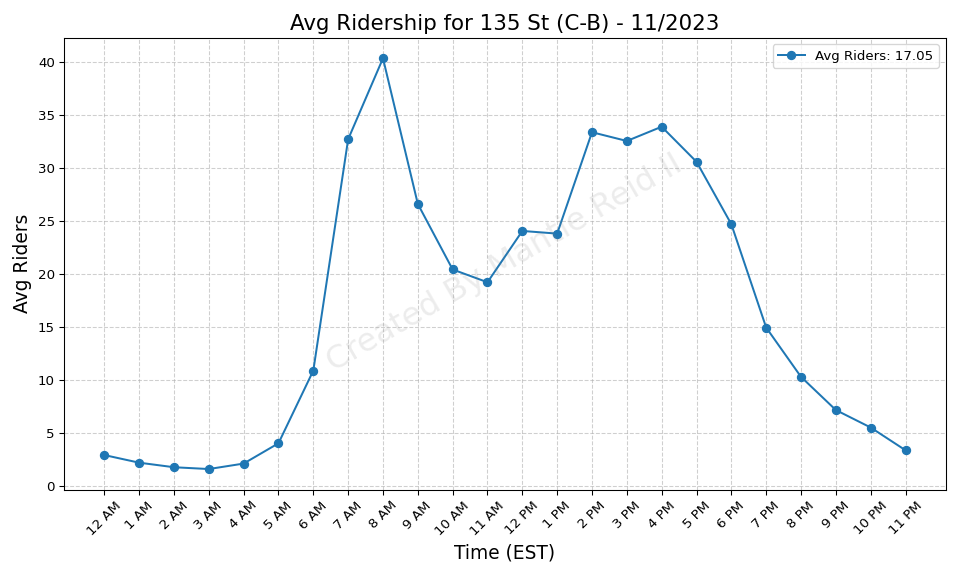 Avg Ridership for 135 St (C-B) - 11/2023
Avg Riders: 17.05
40
35
30
25
20
15
10
5
0
Avg Riders
Created By Mantie Reid II
12 AM
1 AM
2 AM
3 AM
4 AM
5 AM
6 AM
7 AM
8 AM
9 AM
10 AM
11 AM
12 PM
1 PM
2 PM
3 PM
4 PM
5 PM
6 PM
7 PM
8 PM
9 PM
10 PM
11 PM
Time (EST)